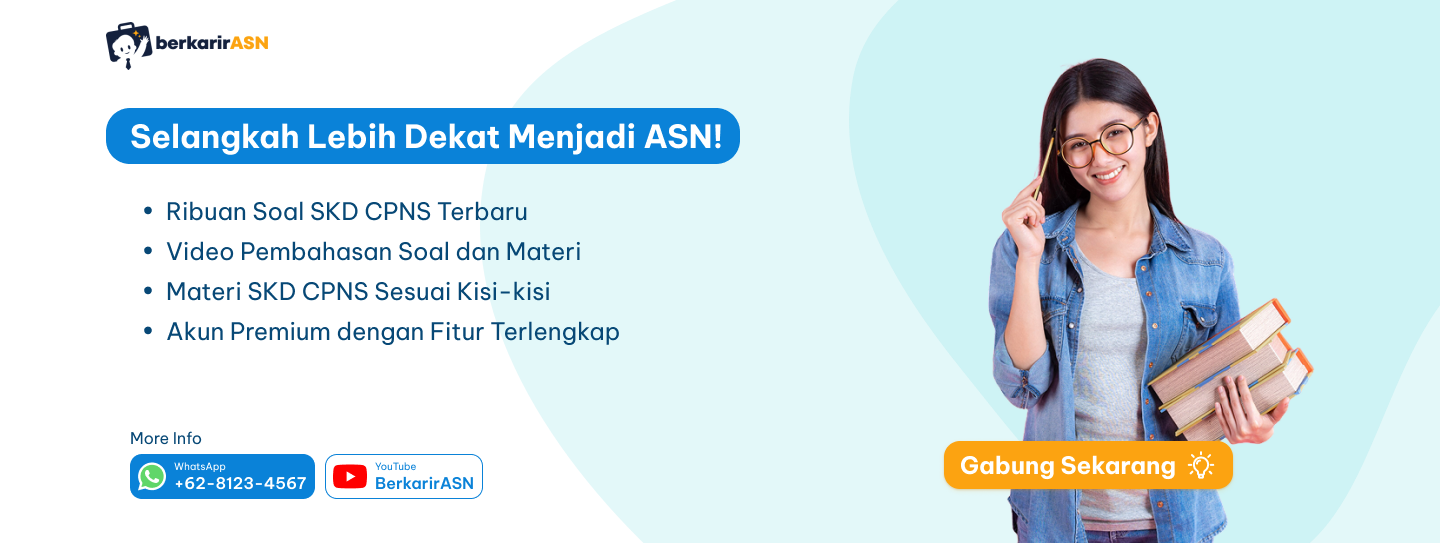 berkarirASN
Selangkah Lebih Dekat Menjadi ASN!
• Ribuan Soal SKD CPNS Terbaru
• Video Pembahasan Soal dan Materi
• Materi SKD CPNS Sesuai Kisi-kisi
• Akun Premium dengan Fitur Terlengkap
More Info
WhatsApp
+62-8123-4567
YouTube
BerkarirASN
Gabung Sekarang